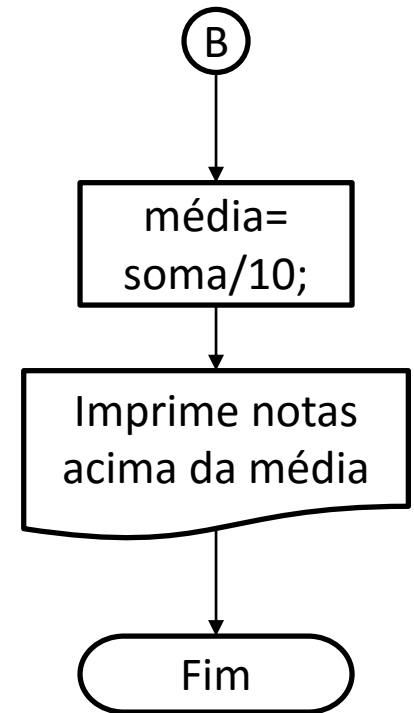 B
média=
soma/10;
Imprime notas
acima da média
Fim